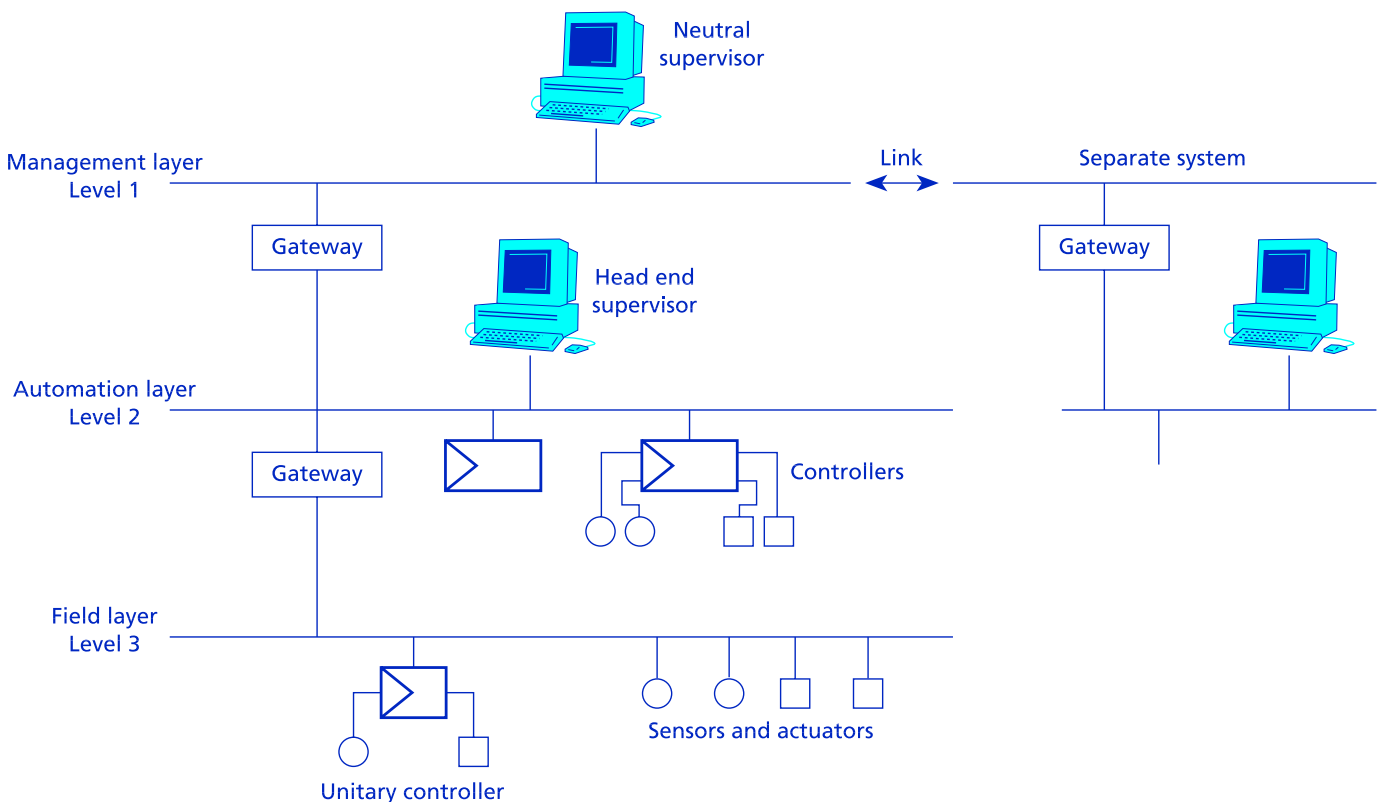 Neutral
supervisor
Management layer
Level 1
Link
Separate system
Gateway
Gateway
Head end
supervisor
Automation layer
Level 2
Gateway
Controllers
Field layer
Level 3
Sensors and actuators
Unitary controller